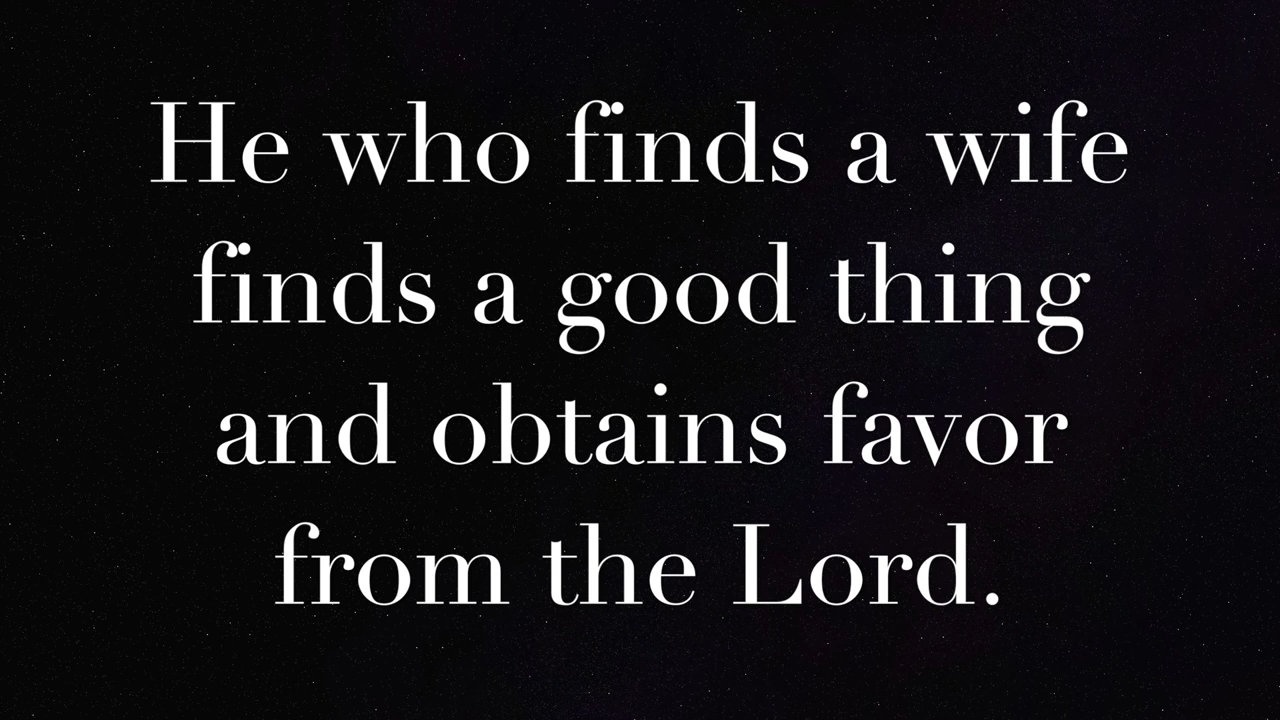 He who finds a wife
finds a good thing
and obtains favor
from the Lord.